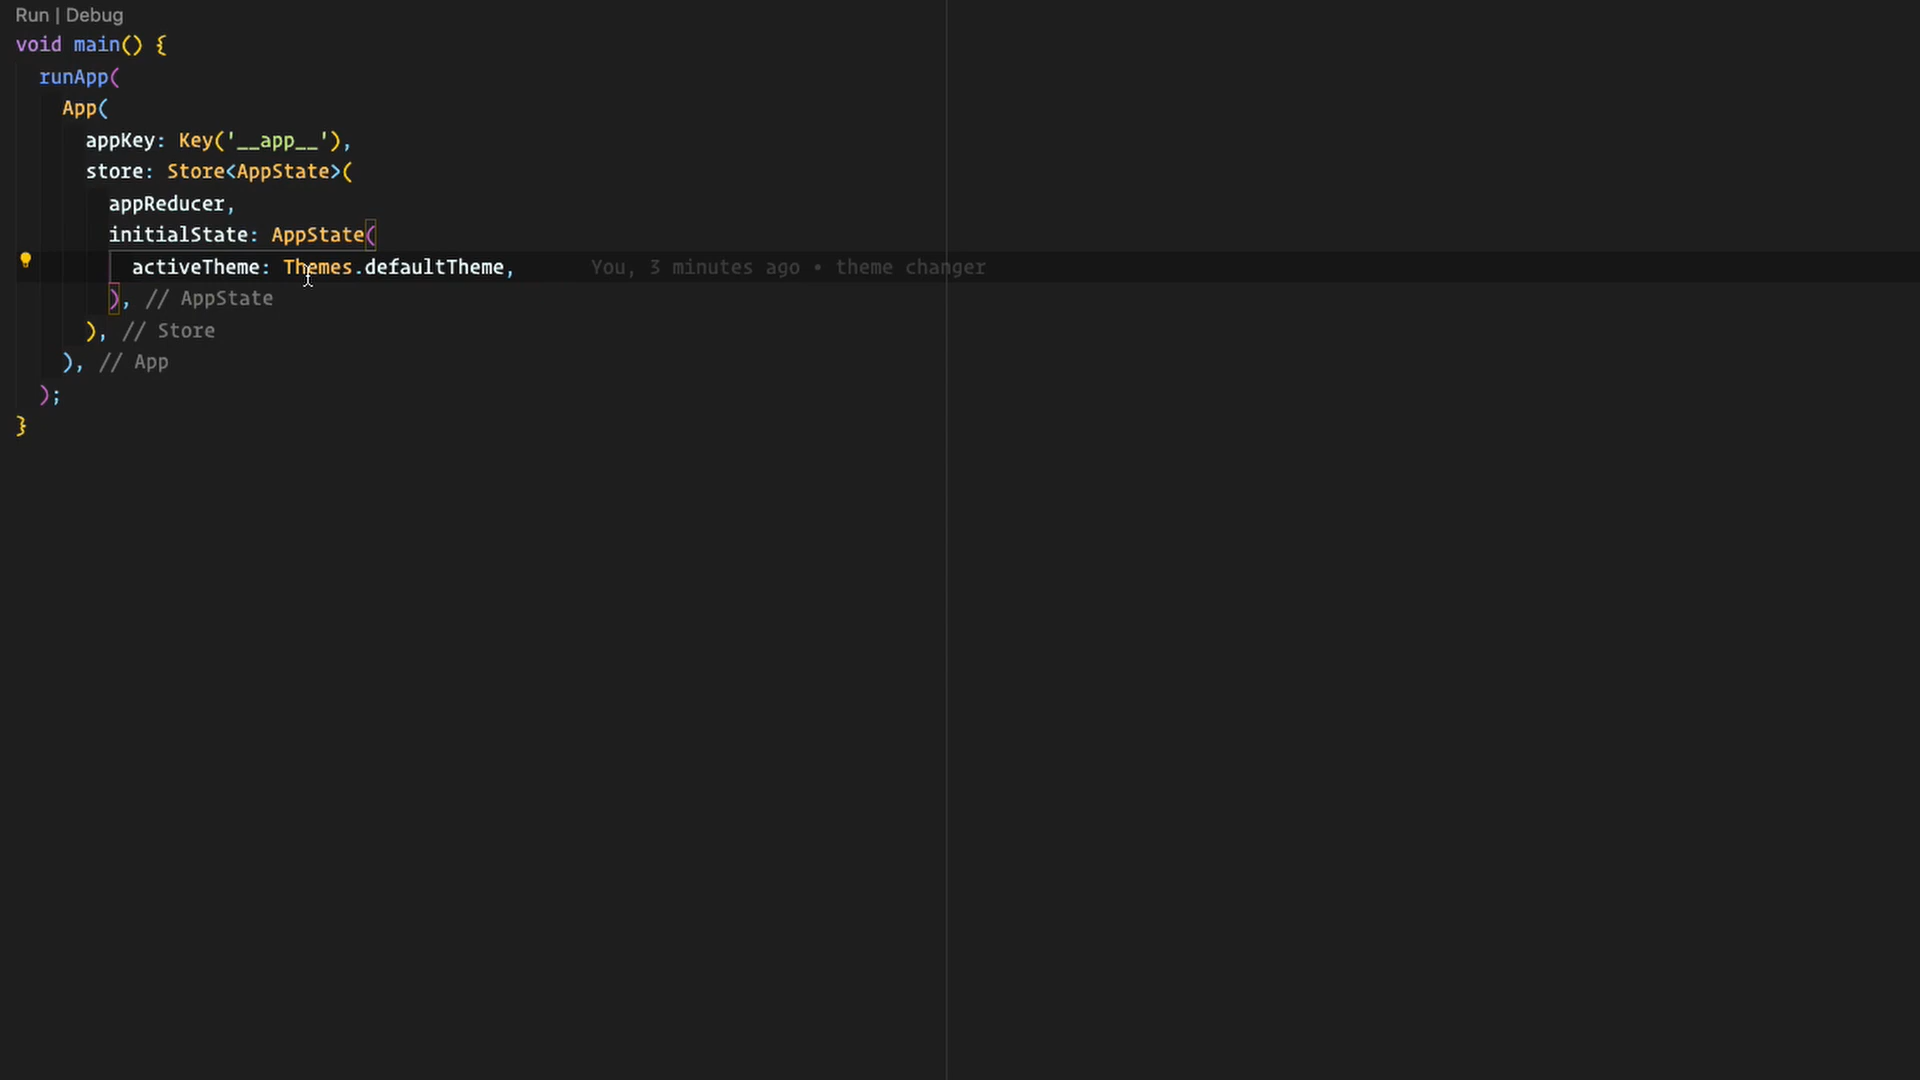 Run | Debug
void main() {
runApp(
App(
appKey: Key('__app__'),
store: Store<AppState>(
appReducer,
initialState: AppState(
activeTheme: Themes.defaultTheme, You, 3 minutes ago • theme changer
), // AppState
), // Store
), // App
);
}